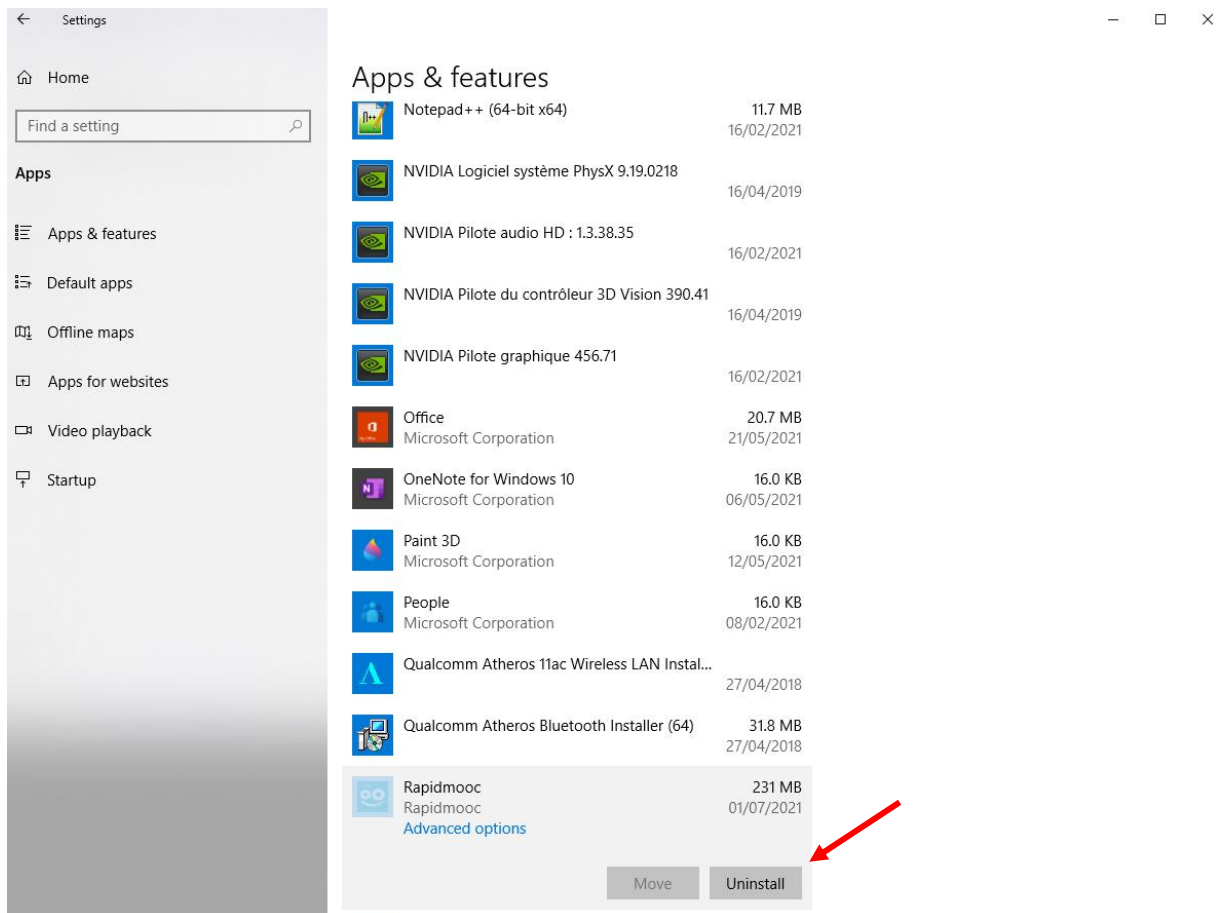 Settings
Home
Find a setting
Apps
Apps & features
Default apps
Offline maps
Apps for websites
Video playback
Startup
Apps & features
Notepad++ (64-bit x64) 11.7 MB
16/02/2021
NVIDIA Logiciel système PhysX 9.19.0218
16/04/2019
NVIDIA Pilote audio HD : 1.3.38.35
16/02/2021
NVIDIA Pilote du contrôleur 3D Vision 390.41
16/04/2019
NVIDIA Pilote graphique 456.71
16/02/2021
Office 20.7 MB
Microsoft Corporation 21/05/2021
OneNote for Windows 10 16.0 KB
Microsoft Corporation 06/05/2021
Paint 3D 16.0 KB
Microsoft Corporation 12/05/2021
People 16.0 KB
Microsoft Corporation 08/02/2021
Qualcomm Atheros 11ac Wireless LAN Instal...
27/04/2018
Qualcomm Atheros Bluetooth Installer (64) 31.8 MB
27/04/2018
Rapidmooc 231 MB
Rapidmooc 01/07/2021
Advanced options
Move Uninstall